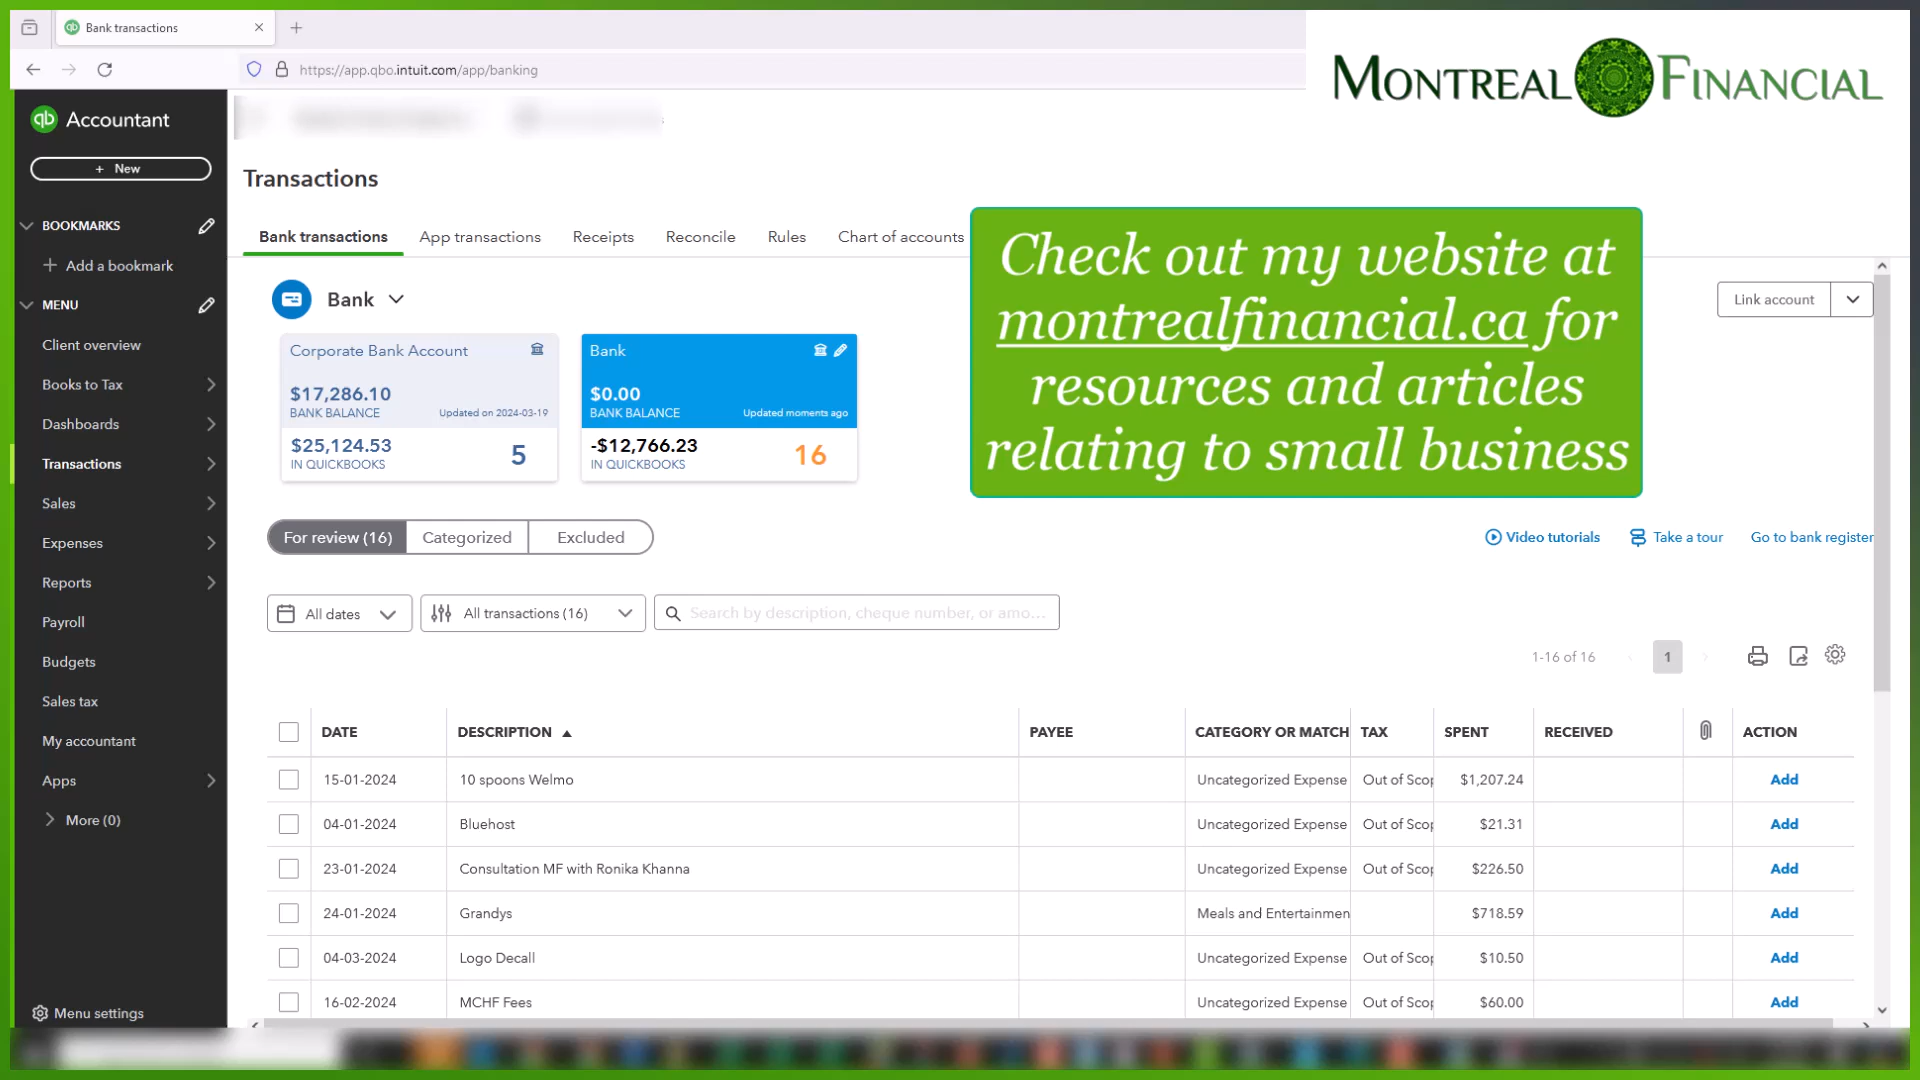 Bank transactions
https://app.qbo.intuit.com/app/banking
MONTREAL FINANCIAL
qb Accountant
+ New
BOOKMARKS
+ Add a bookmark
MENU
Client overview
Books to Tax
Dashboards
Transactions
Sales
Expenses
Reports
Payroll
Budgets
Sales tax
My accountant
Apps
More (0)
Menu settings
Transactions
Bank transactions App transactions Receipts Reconcile Rules Chart of accounts
Check out my website at
montrealfinancial.ca for
resources and articles
relating to small business
Bank
Link account
Corporate Bank Account
$17,286.10
BANK BALANCE Updated on 2024-03-19
$25,124.53 5
IN QUICKBOOKS
Bank
$0.00
BANK BALANCE Updated moments ago
-$12,766.23 16
IN QUICKBOOKS
For review (16) Categorized Excluded
Video tutorials Take a tour Go to bank register
All dates All transactions (16) Search by description, cheque number, or amo...
1-16 of 16 1
DATE DESCRIPTION PAYEE CATEGORY OR MATCH TAX SPENT RECEIVED ACTION
15-01-2024 10 spoons Welmo Uncategorized Expense Out of Scop $1,207.24 Add
04-01-2024 Bluehost Uncategorized Expense Out of Scop $21.31 Add
23-01-2024 Consultation MF with Ronika Khanna Uncategorized Expense Out of Scop $226.50 Add
24-01-2024 Grandys Meals and Entertainmen $718.59 Add
04-03-2024 Logo Decall Uncategorized Expense Out of Scop $10.50 Add
16-02-2024 MCHF Fees Uncategorized Expense Out of Scop $60.00 Add